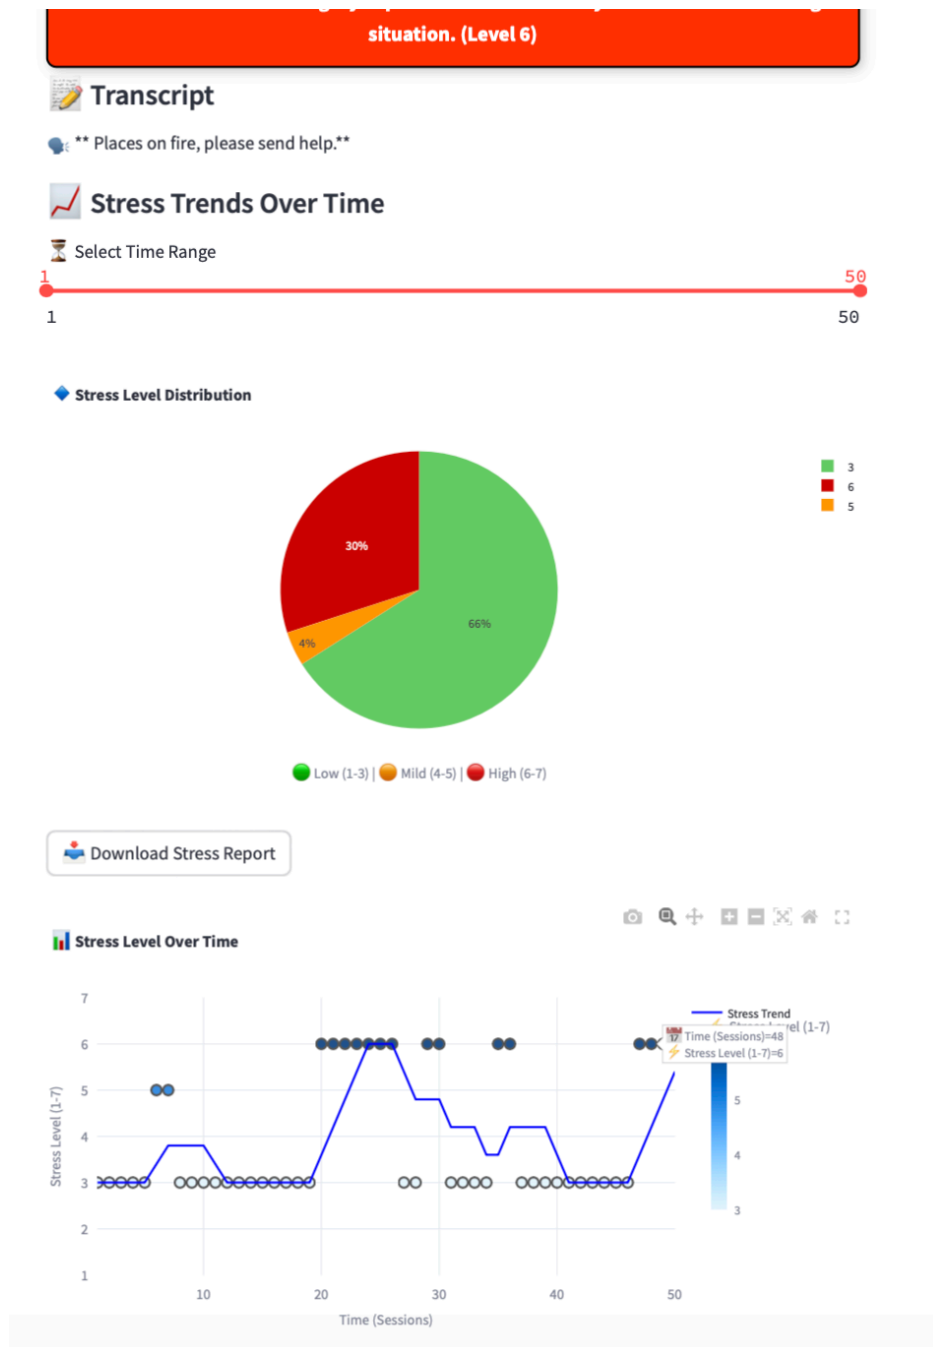 situation. (Level 6)
Transcript
** Places on fire, please send help.**
Stress Trends Over Time
Select Time Range
1 50
1 50
Stress Level Distribution
3
6
5
30%
66%
4%
Low (1-3) | Mild (4-5) | High (6-7)
Download Stress Report
Stress Level Over Time
7
6
5
4
3
2
1
Stress Level (1-7)
10 20 30 40 50
Time (Sessions)
Stress Trend
Stress Level (1-7)
Time (Sessions)=48
Stress Level (1-7)=6
5
4
3